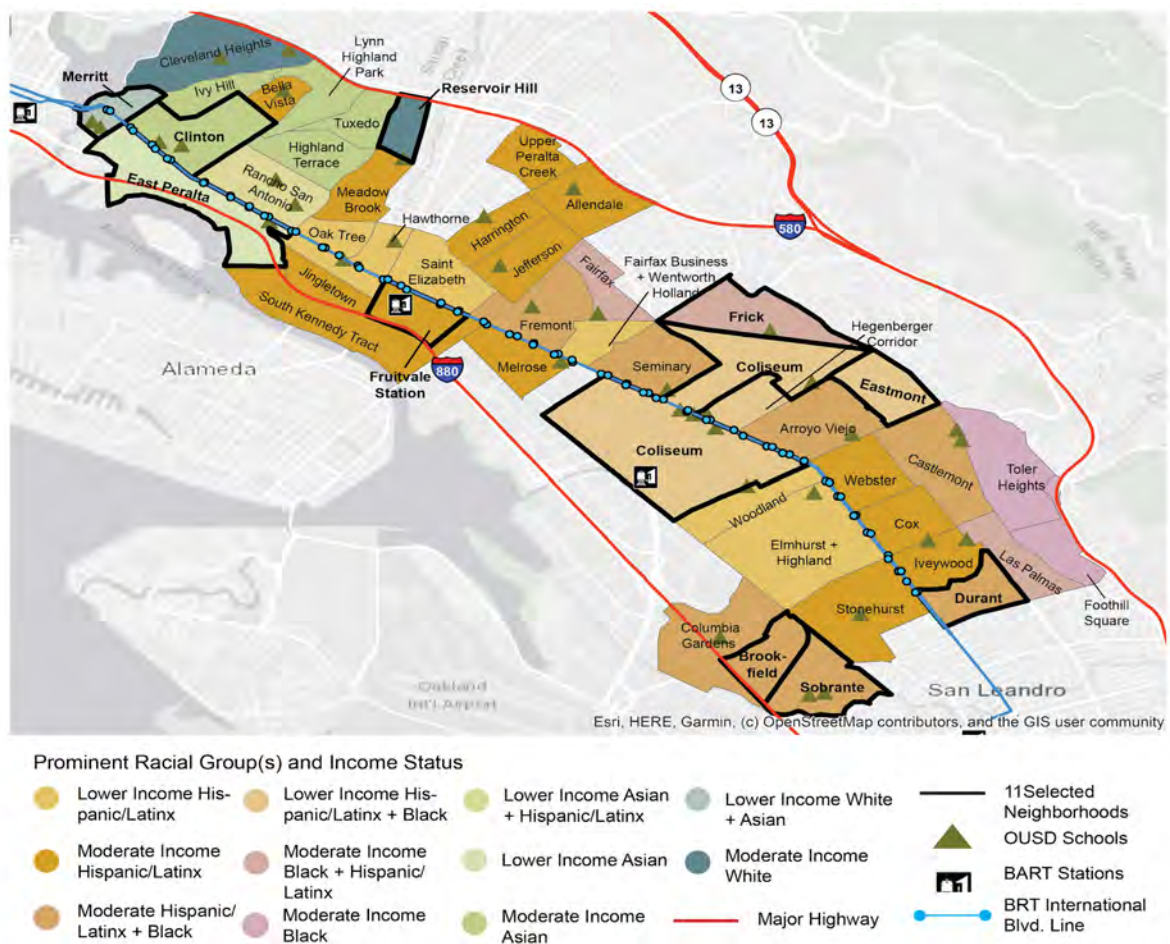 Cleveland Heights
Lynn
Highland
Park
Sausal
Creek
13
13
Merritt
Ivy Hill
Bella
Vista
Reservoir Hill
Tuxedo
Clinton
Highland
Terrace
Upper
Peralta
Creek
East Peralta
Rancho San
Antonio
Meadow
Brook
Allendale
580
Hawthorne
Harrington
Oak Tree
Jefferson
Saint
Elizabeth
Fairfax
Fairfax Business
+ Wentworth
Holland
Jingletown
South Kennedy Tract
Frick
Hegenberger
Corridor
Fremont
Alameda
Melrose
Seminary
Coliseum
Eastmont
880
Fruitvale
Station
Arroyo Viejo
Coliseum
Castlemont
Toler
Heights
Webster
Woodland
Cox
Elmhurst +
Highland
Iveywood
Las Palmas
Durant
Foothill
Square
Stonehurst
Columbia
Gardens
Brook-
field
Sobrante
Oakland
Int'l Airport
San Leandro
Esri, HERE, Garmin, (c) OpenStreetMap contributors, and the GIS user community
Prominent Racial Group(s) and Income Status
Lower Income His-
panic/Latinx
Moderate Income
Hispanic/Latinx
Moderate Hispanic/
Latinx + Black
Lower Income His-
panic/Latinx + Black
Moderate Income
Black + Hispanic/
Latinx
Moderate Income
Black
Lower Income Asian
+ Hispanic/Latinx
Lower Income Asian
Moderate Income
Asian
Lower Income White
+ Asian
Moderate Income
White
Major Highway
11Selected
Neighborhoods
OUSD Schools
BART Stations
BRT International
Blvd. Line